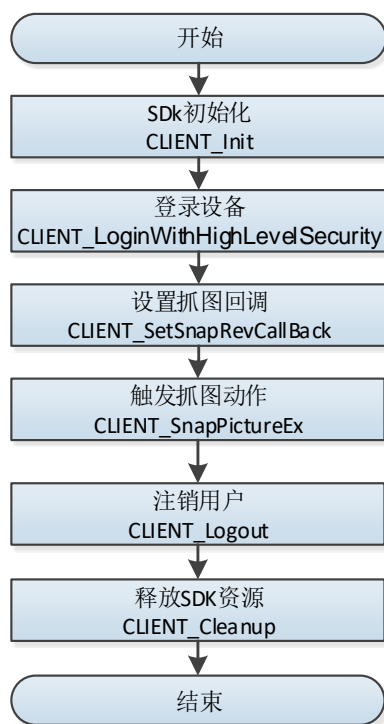 开始
SDk初始化
CLIENT_Init
登录设备
CLIENT_LoginWithHighLevelSecurity
设置抓图回调
CLIENT_SetSnapRevCallBack
触发抓图动作
CLIENT_SnapPictureEx
注销用户
CLIENT_Logout
释放SDK资源
CLIENT_Cleanup
结束